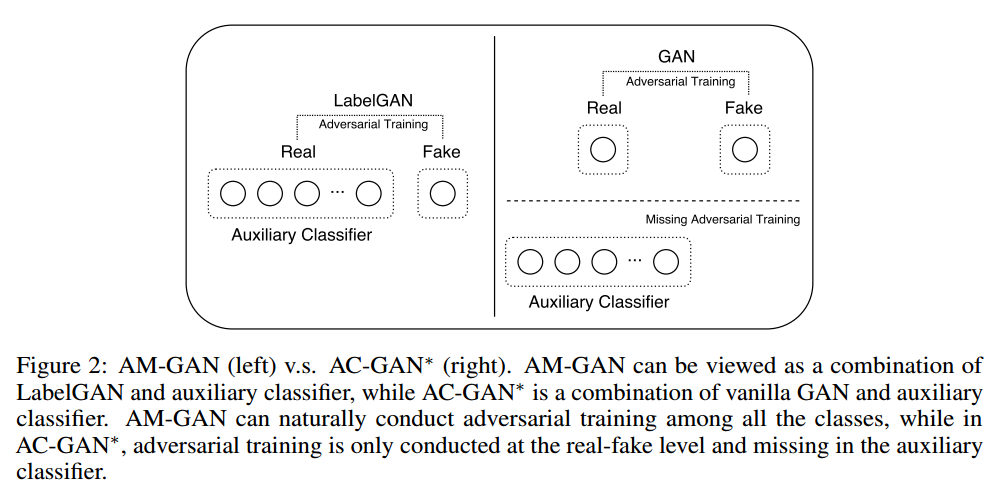 LabelGAN
Adversarial Training
Real Fake
...
Auxiliary Classifier
GAN
Adversarial Training
Real Fake
Missing Adversarial Training
...
Auxiliary Classifier
Figure 2: AM-GAN (left) v.s. AC-GAN* (right). AM-GAN can be viewed as a combination of
LabelGAN and auxiliary classifier, while AC-GAN* is a combination of vanilla GAN and auxiliary
classifier. AM-GAN can naturally conduct adversarial training among all the classes, while in
AC-GAN*, adversarial training is only conducted at the real-fake level and missing in the auxiliary
classifier.